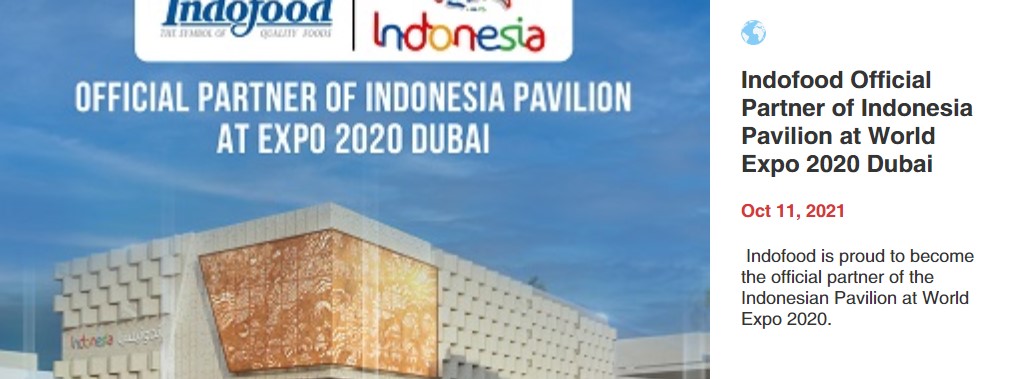 Indofood
THE SYMBOL OF QUALITY FOODS
Indonesia
OFFICIAL PARTNER OF INDONESIA PAVILION
AT EXPO 2020 DUBAI
Indonesia
Indofood Official
Partner of Indonesia
Pavilion at World
Expo 2020 Dubai
Oct 11, 2021
Indofood is proud to become
the official partner of the
Indonesian Pavilion at World
Expo 2020.